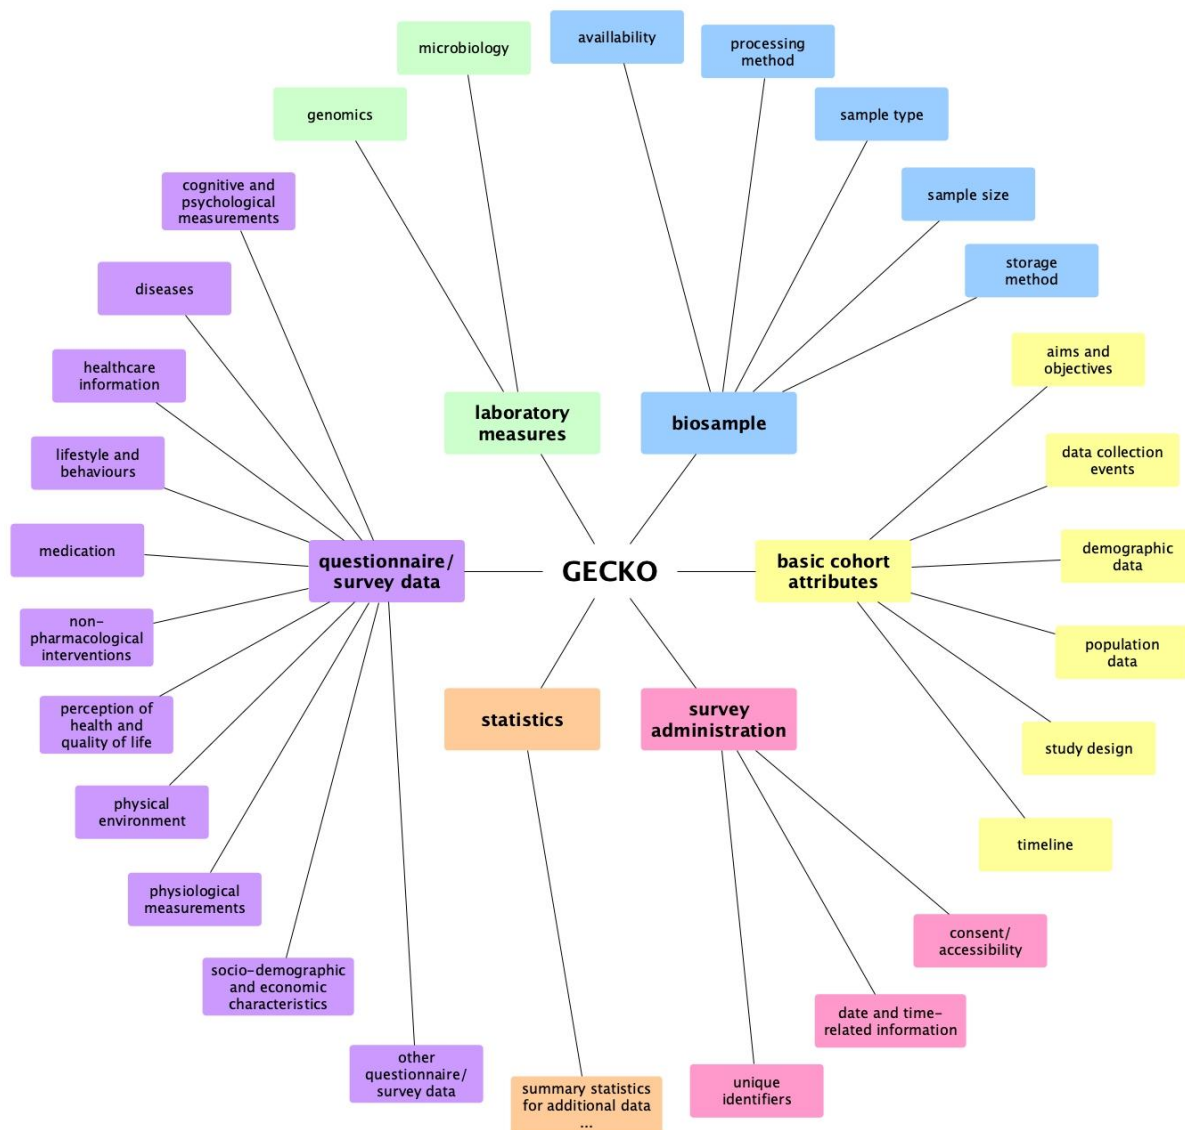 microbiology
availlability
processing
method
genomics
sample type
cognitive and
psychological
measurements
sample size
storage
method
diseases
aims and
objectives
healthcare
information
laboratory
measures
biosample
lifestyle and
behaviours
data collection
events
medication
questionnaire/
survey data
GECKO
basic cohort
attributes
demographic
data
non-
pharmacological
interventions
population
data
perception of
health and
quality of life
statistics
survey
administration
study design
physical
environment
timeline
physiological
measurements
consent/
accessibility
socio-demographic
and economic
characteristics
date and time-
related information
other
questionnaire/
survey data
summary statistics
for additional data
...
unique
identifiers